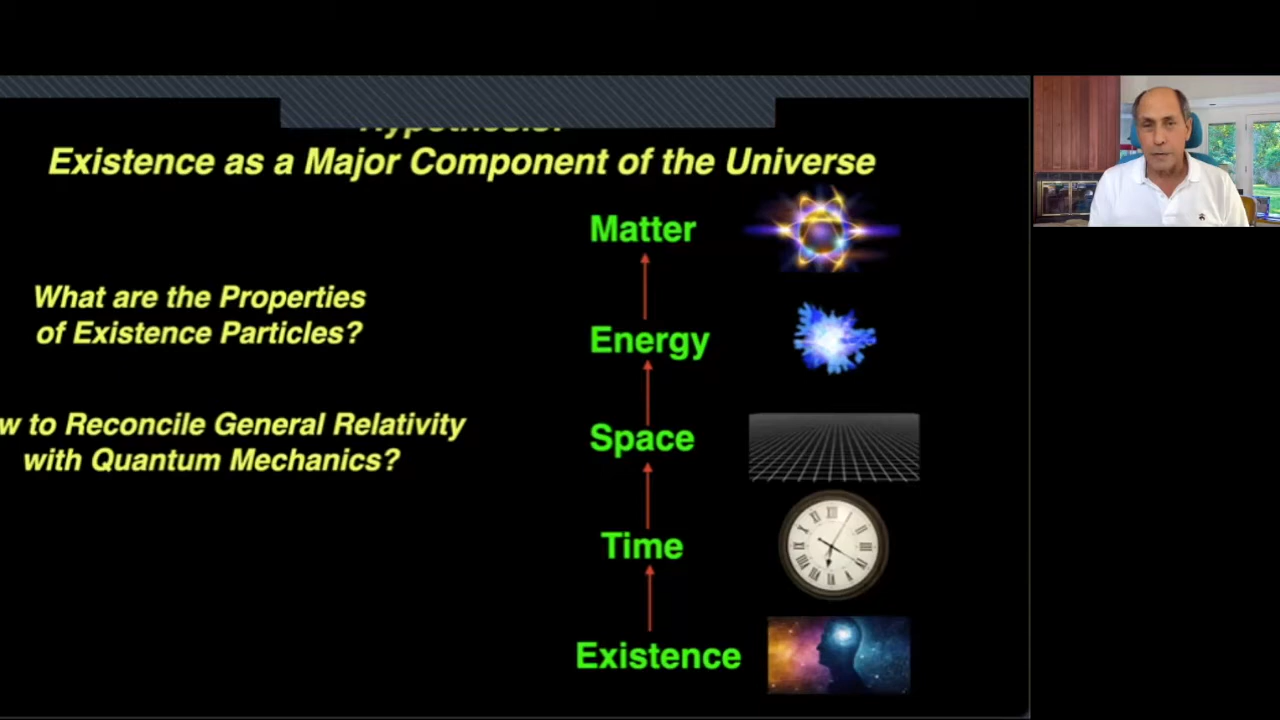 Hypothesis:
Existence as a Major Component of the Universe
Matter
What are the Properties
of Existence Particles?
Energy
w to Reconcile General Relativity
with Quantum Mechanics?
Space
Time
Existence